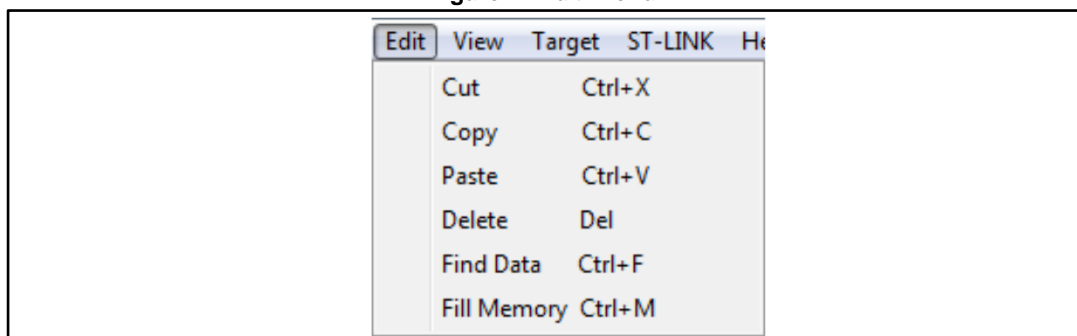 Edit View Target ST-LINK
Cut Ctrl+X
Copy Ctrl+C
Paste Ctrl+V
Delete Del
Find Data Ctrl+F
Fill Memory Ctrl+M